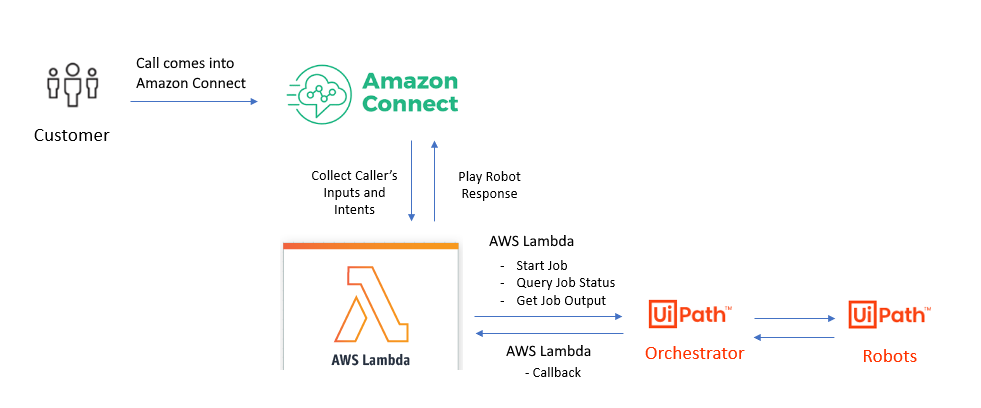 Call comes into
Amazon Connect
Customer
Amazon
Connect
Collect Caller's
Inputs and
Intents
Play Robot
Response
AWS Lambda
- Start Job
- Query Job Status
- Get Job Output
AWS Lambda
UiPath™
Orchestrator
UiPath™
Robots
AWS Lambda
- Callback